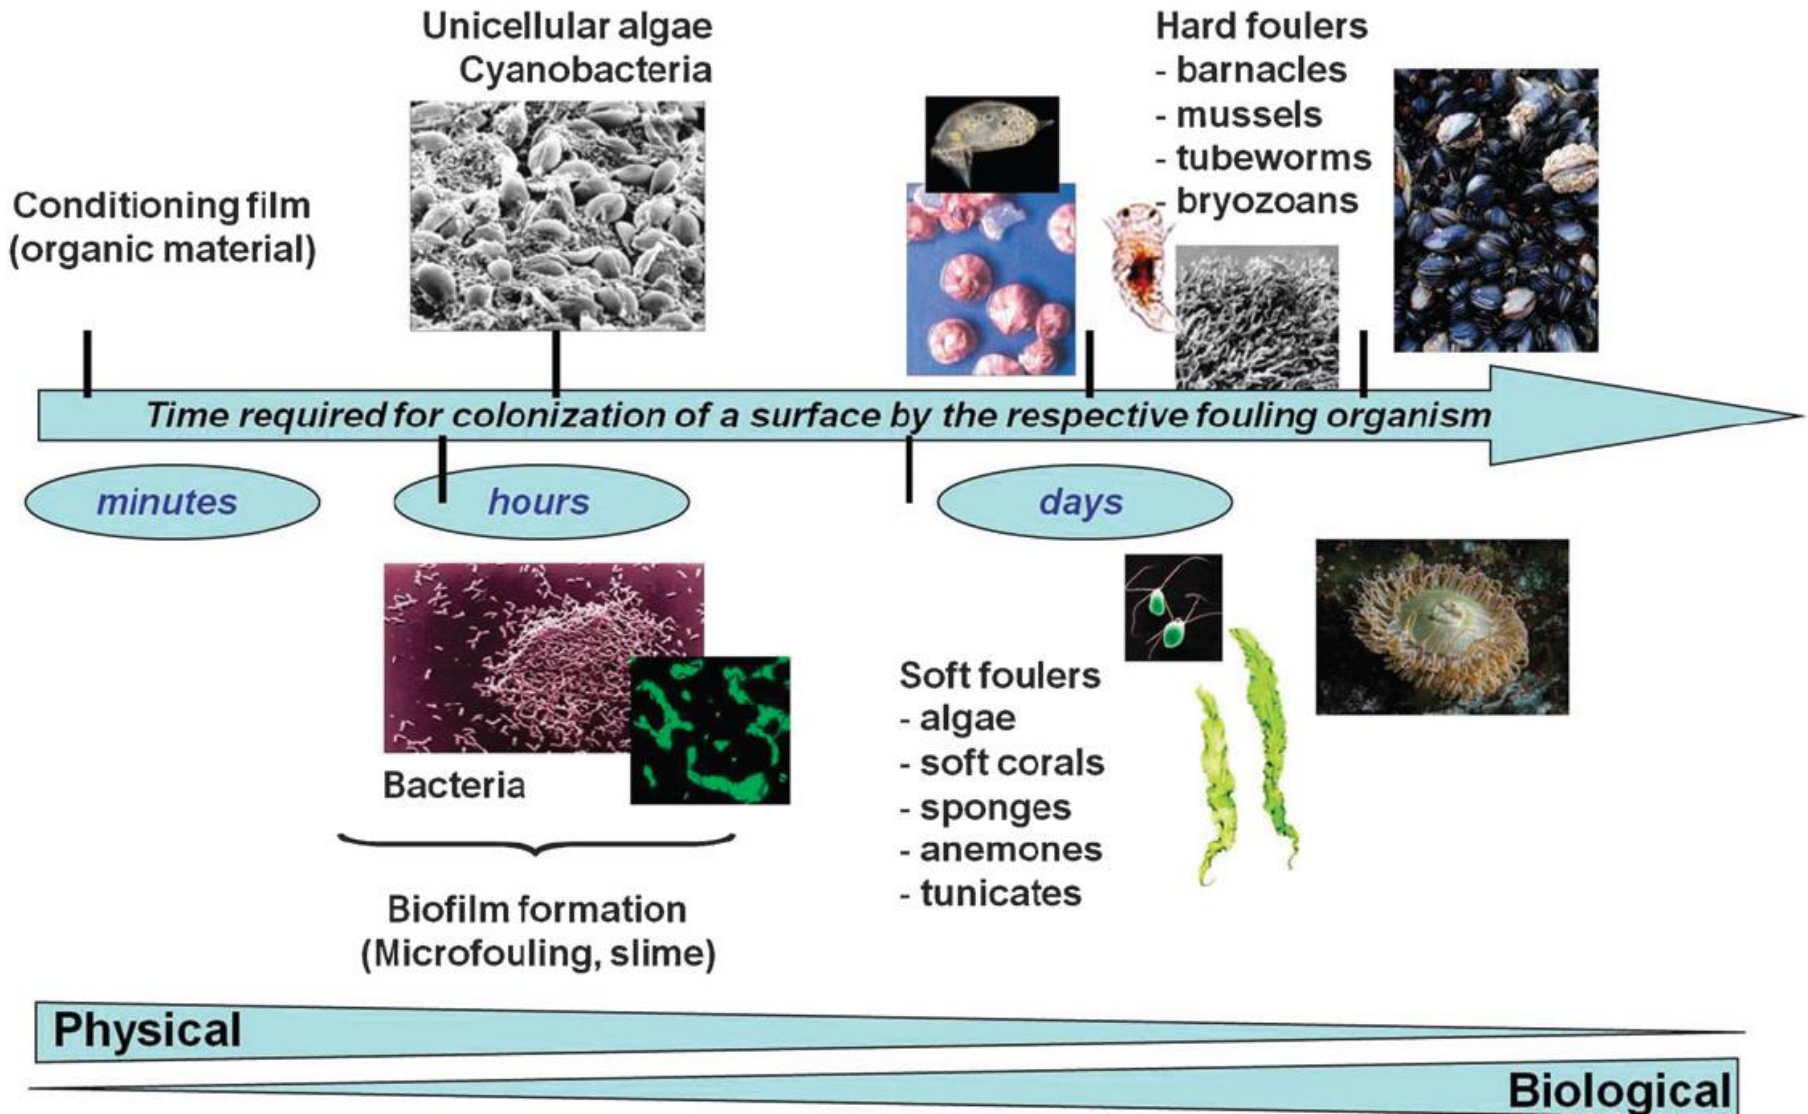 Unicellular algae
Cyanobacteria
Hard foulers
- barnacles
- mussels
- tubeworms
- bryozoans
Conditioning film
(organic material)
Time required for colonization of a surface by the respective fouling organism
minutes
hours
days
Bacteria
Biofilm formation
(Microfouling, slime)
Soft foulers
- algae
- soft corals
- sponges
- anemones
- tunicates
Physical
Biological